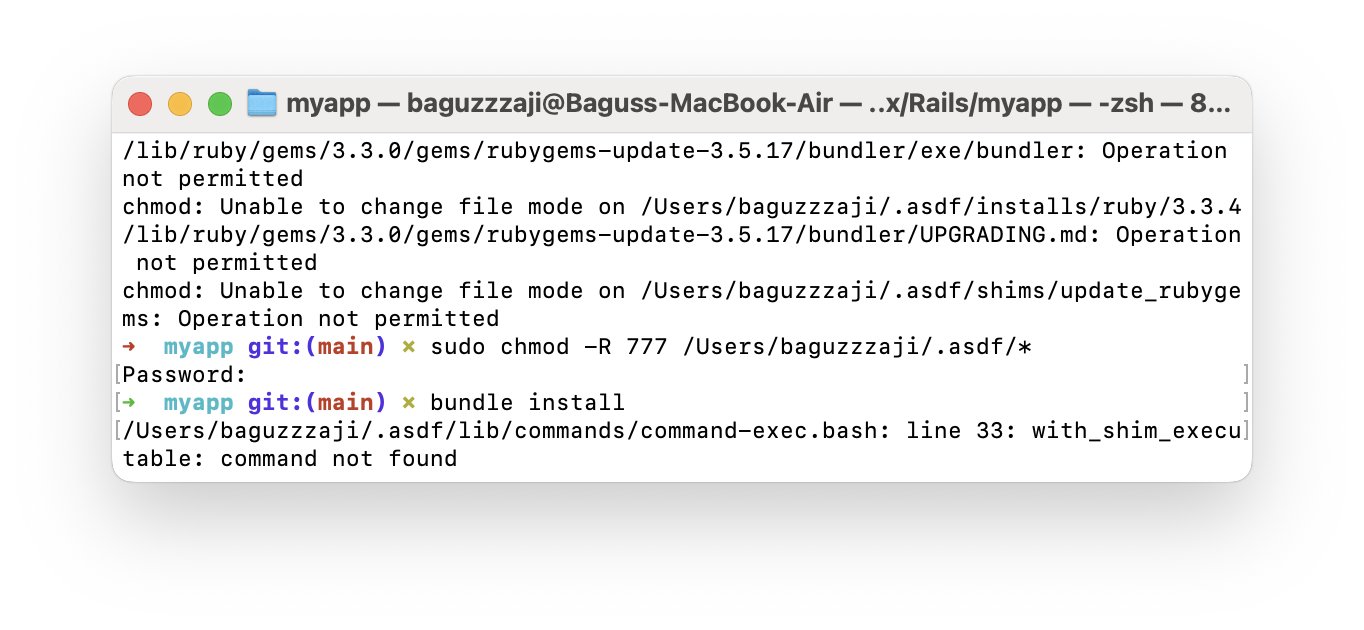 myapp — baguzzzaji@Baguss-MacBook-Air — ..x/Rails/myapp — -zsh — 8...
/lib/ruby/gems/3.3.0/gems/rubygems-update-3.5.17/bundler/exe/bundler: Operation
not permitted
chmod: Unable to change file mode on /Users/baguzzzaji/.asdf/installs/ruby/3.3.4
/lib/ruby/gems/3.3.0/gems/rubygems-update-3.5.17/bundler/UPGRADING.md: Operation
 not permitted
chmod: Unable to change file mode on /Users/baguzzzaji/.asdf/shims/update_rubyge
ms: Operation not permitted
➜  myapp git:(main) × sudo chmod -R 777 /Users/baguzzzaji/.asdf/*
[Password: ]
[➜  myapp git:(main) × bundle install ]
[/Users/baguzzzaji/.asdf/lib/commands/command-exec.bash: line 33: with_shim_execu]
table: command not found